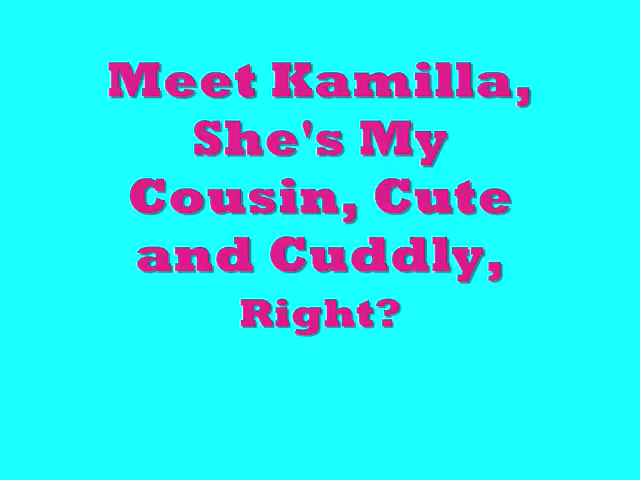 Meet Kamilla,
She's My
Cousin, Cute
and Cuddly,
Right?